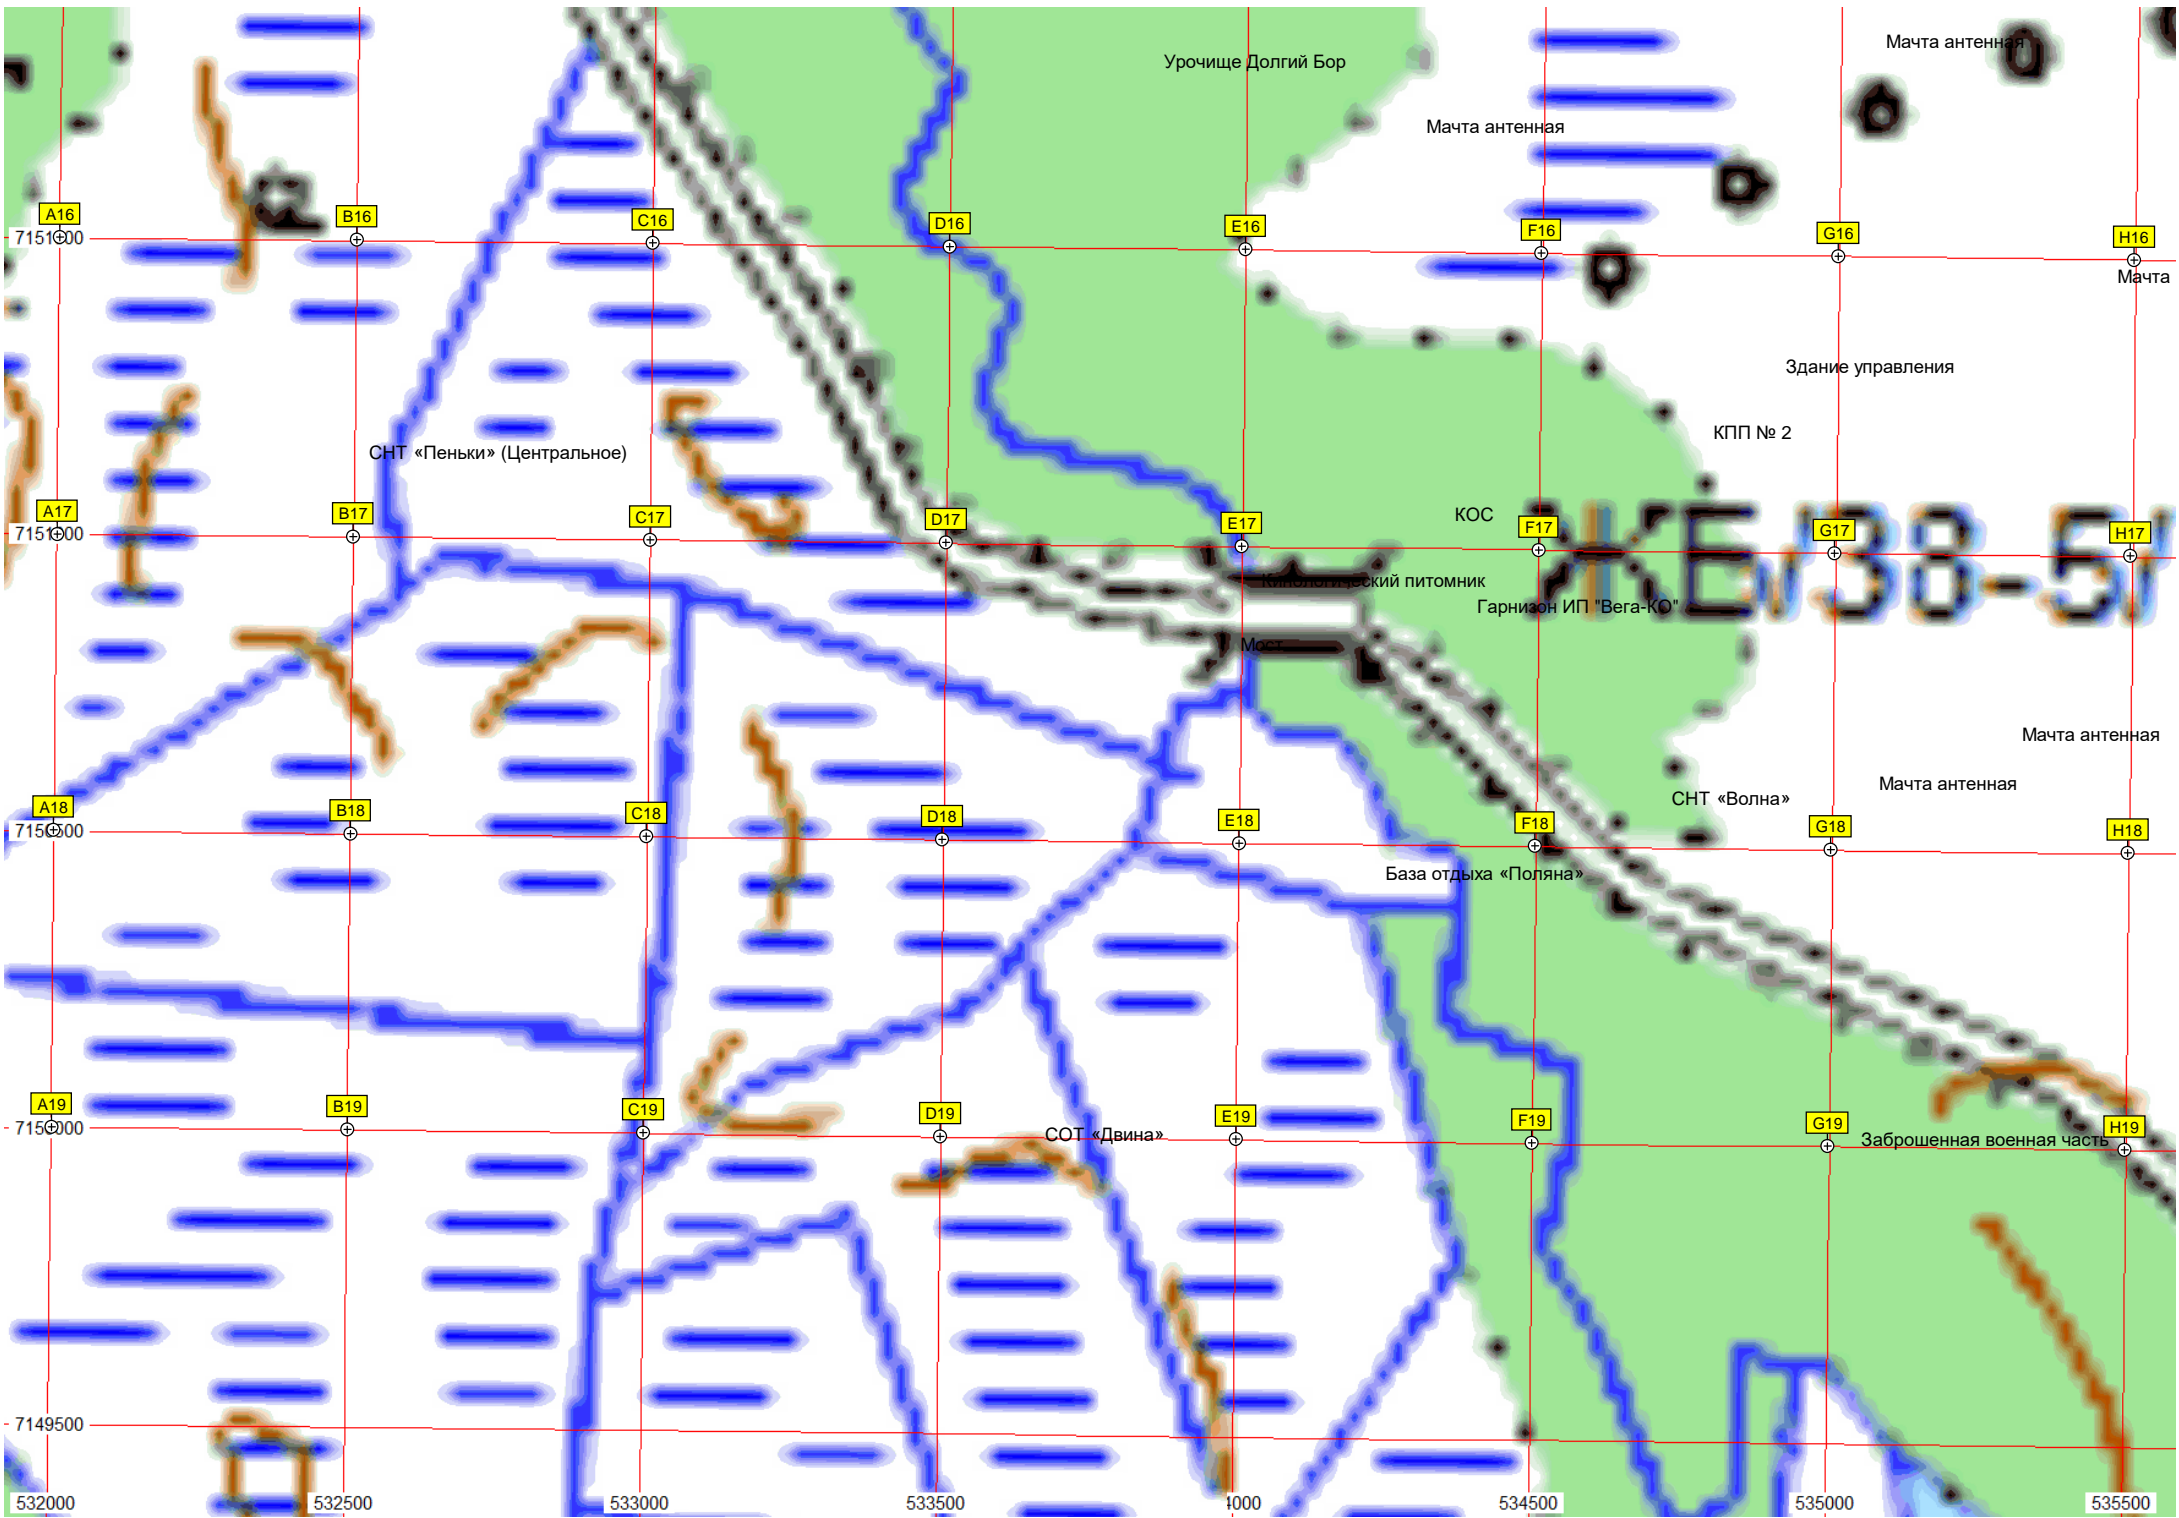 Мачта антенная
Урочище Долгий Бор
Мачта антенная
A16 B16 C16 D16 E16 F16 G16 H16
Мачта
Здание управления
КПП № 2
СНТ «Пеньки» (Центральное)
КОС
A17 B17 C17 D17 E17 F17 G17 H17
Кинологический питомник
Гарнизон ИП "Вега-КО"
Мост
Мачта антенная
Мачта антенная
СНТ «Волна»
A18 B18 C18 D18 E18 F18 G18 H18
База отдыха «Поляна»
A19 B19 C19 D19 E19 F19 G19 H19
7150000
СОТ «Двина»
Заброшенная военная часть
7149500
532000 532500 533000 533500 534500 535000 535500